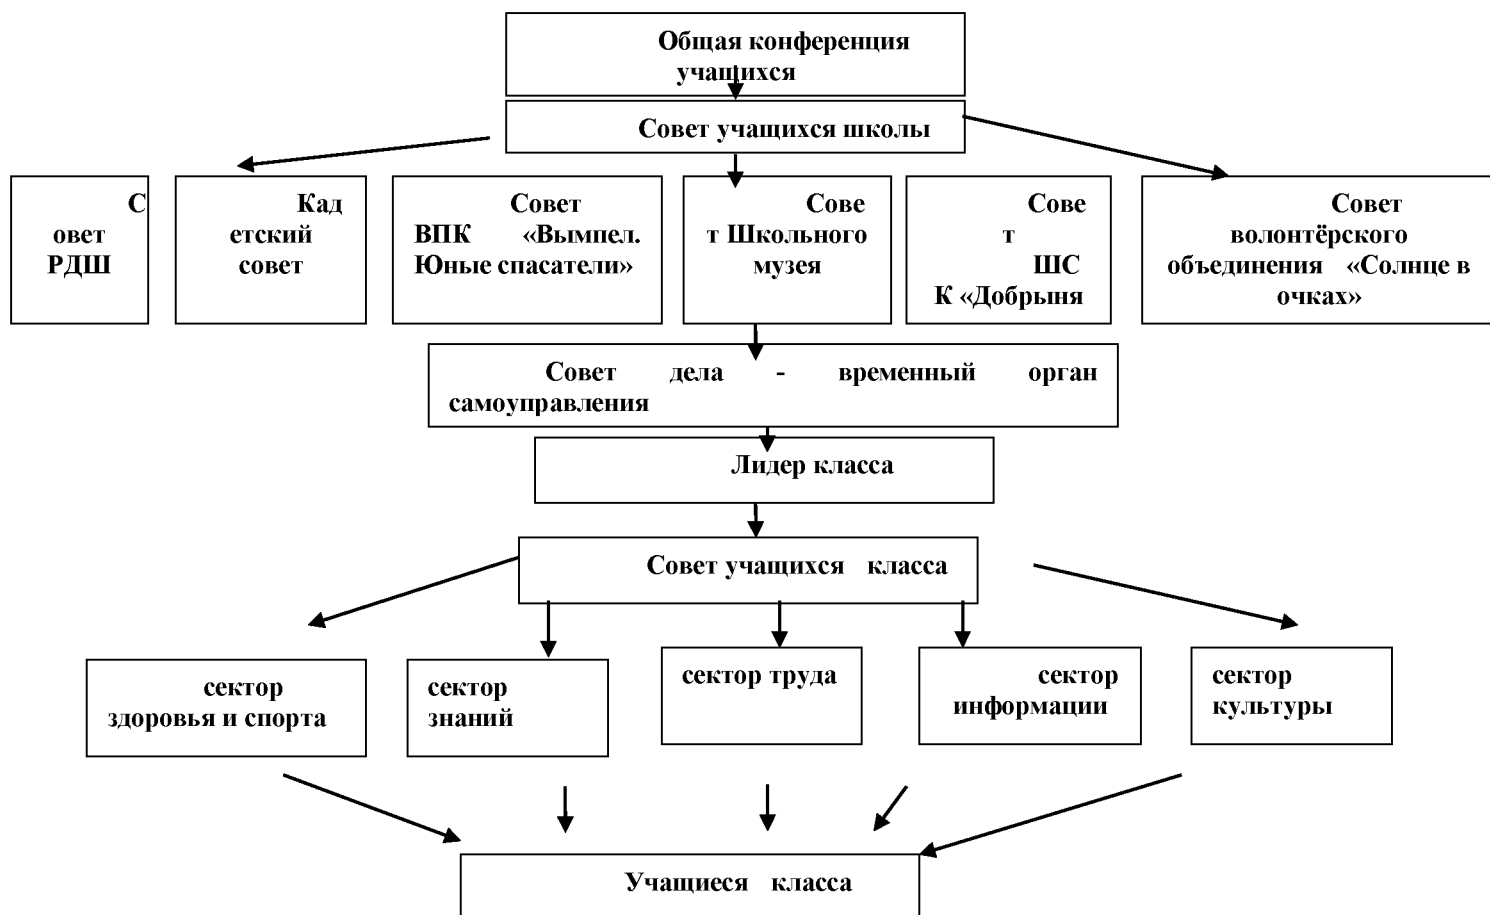 Общая конференция
учащихся
Совет учащихся школы
С
овет
РДШ
Кад
етский
совет
Совет
ВПК «Вымпел.
Юные спасатели»
Сове
т Школьного
музея
Сове
т
ШС
К «Добрыня
Совет
волонтёрского
объединения «Солнце в
очках»
Совет дела - временный орган
самоуправления
Лидер класса
Совет учащихся класса
сектор
здоровья и спорта
сектор
знаний
сектор труда
сектор
информации
сектор
культуры
Учащиеся класса